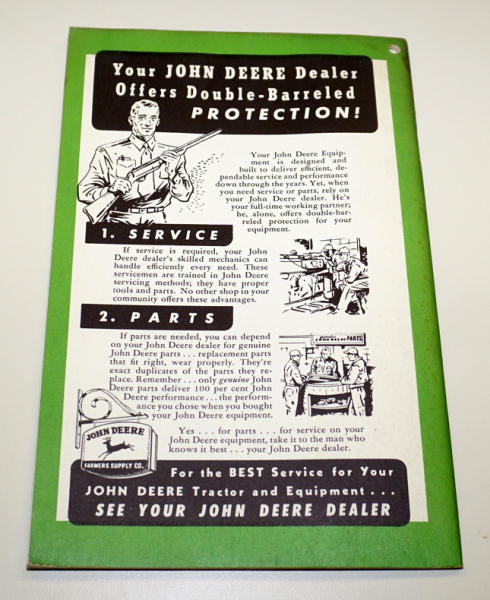 Your JOHN DEERE Dealer
Offers Double-Barreled
PROTECTION!
Your John Deere Equip-
ment is designed and
built to deliver efficient, de-
pendable service and performance
down through the years. Yet, when
you need service or parts, rely on
your John Deere dealer. He's
your full-time working partner;
he, alone, offers double-bar-
reled protection for your
equipment.
1. SERVICE
If service is required, your John
Deere dealer's skilled mechanics can
handle efficiently every need. These
servicemen are trained in John Deere
servicing methods; they have proper
tools and parts. No other shop in your
community offers these advantages.
2. PARTS
If parts are needed, you can depend
on your John Deere dealer for genuine
John Deere parts . . . replacement parts
that fit right, wear properly. They're
exact duplicates of the parts they re-
place. Remember . . . only genuine John
Deere parts deliver 100 per cent John
Deere performance . . . the perform-
ance you chose when you bought
your John Deere equipment.
JOHN DEERE PARTS
Yes . . . for parts . . . for service on your
John Deere equipment, take it to the man who
knows it best . . . your John Deere dealer.
JOHN DEERE
FARMERS SUPPLY CO.
For the BEST Service for Your
JOHN DEERE Tractor and Equipment . . .
SEE YOUR JOHN DEERE DEALER